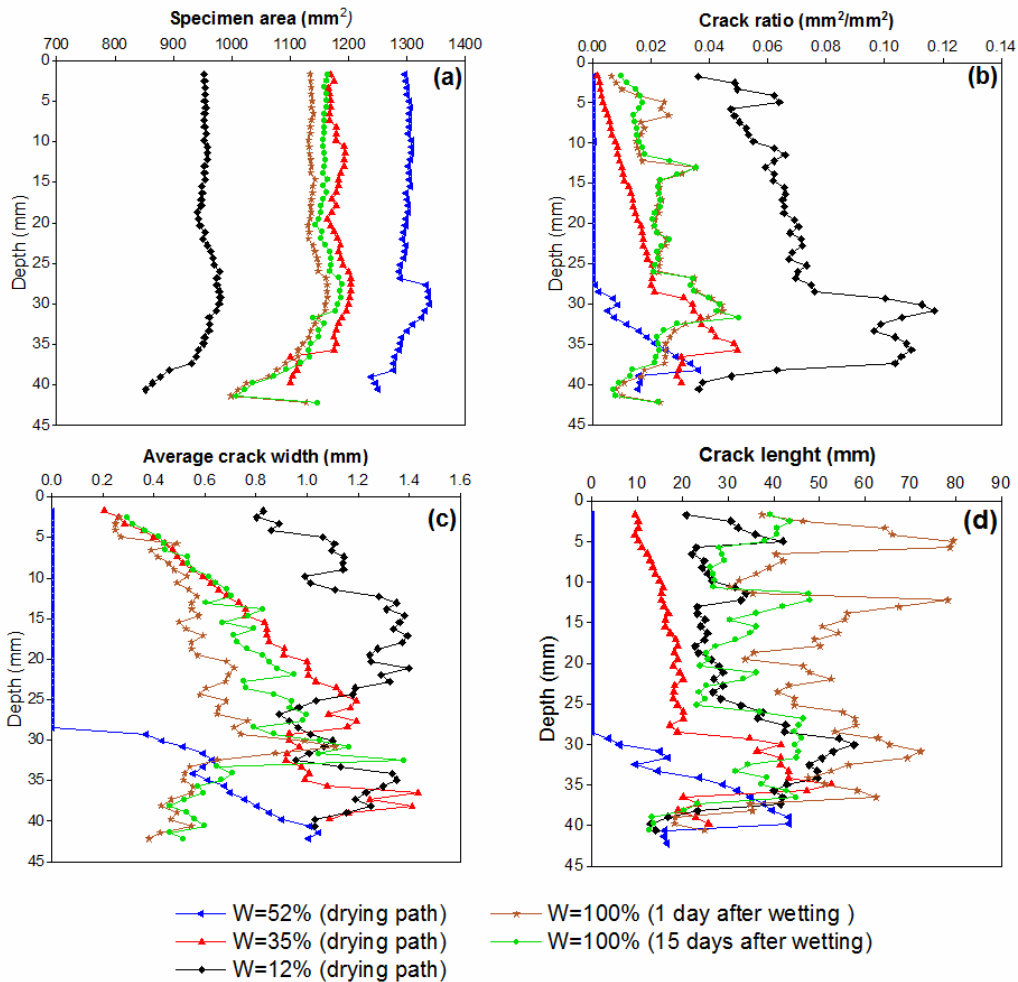 Specimen area (mm²)
700 800 900 1000 1100 1200 1300 1400
0
5
10
15
20
25
30
35
40
45
Depth (mm)
(a)
Crack ratio (mm²/mm²)
0.00 0.02 0.04 0.06 0.08 0.10 0.12 0.14
0
5
10
15
20
25
30
35
40
45
Depth (mm)
(b)
Average crack width (mm)
0.0 0.2 0.4 0.6 0.8 1.0 1.2 1.4 1.6
0
5
10
15
20
25
30
35
40
45
Depth (mm)
(c)
Crack lenght (mm)
0 10 20 30 40 50 60 70 80 90
0
5
10
15
20
25
30
35
40
45
Depth (mm)
(d)
W=52% (drying path)
W=35% (drying path)
W=12% (drying path)
W=100% (1 day after wetting )
W=100% (15 days after wetting)